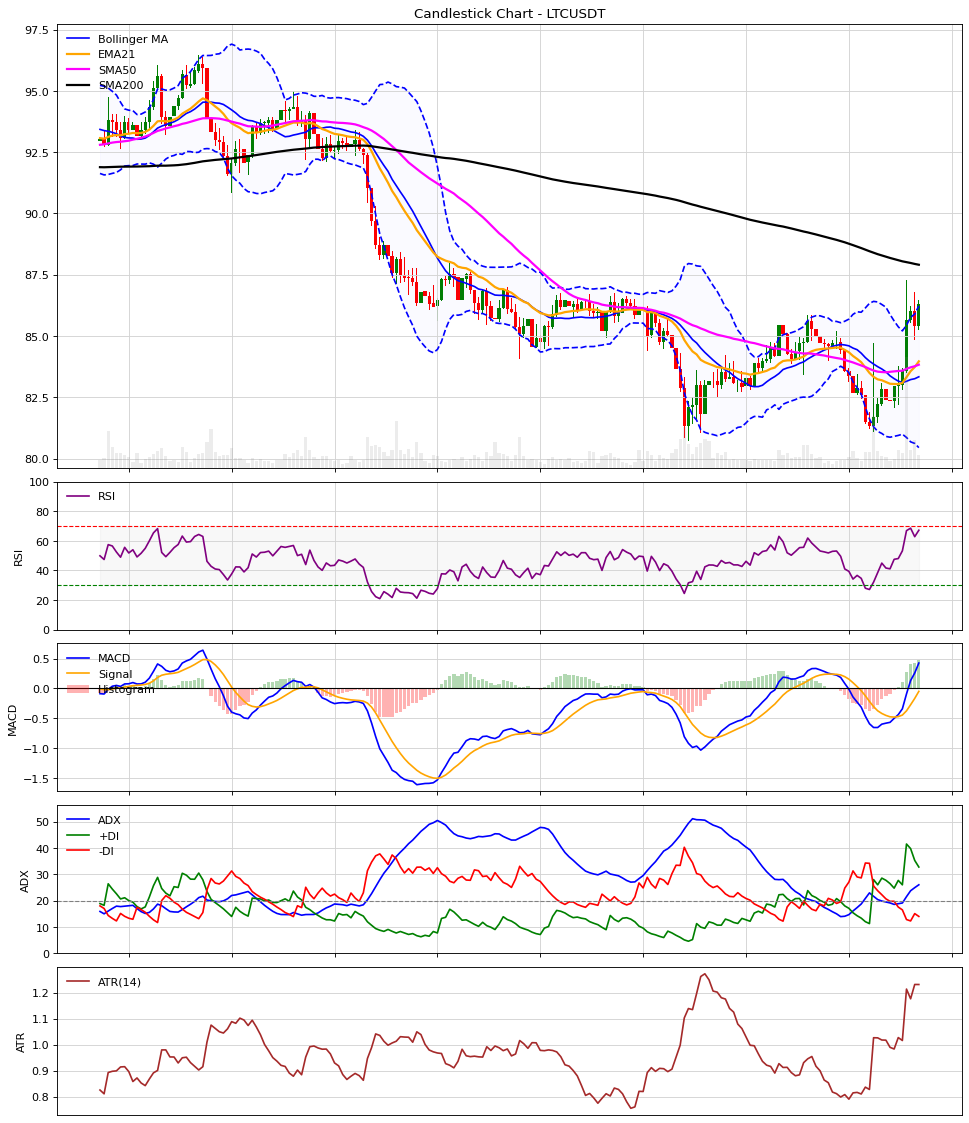 Candlestick Chart - LTCUSDT
97.5
95.0
92.5
90.0
87.5
85.0
82.5
80.0
Bollinger MA
EMA21
SMA50
SMA200
100
80
60
40
20
0
RSI
RSI
0.5
0.0
−0.5
−1.0
−1.5
MACD
MACD
Signal
Histogram
50
40
30
20
10
0
ADX
ADX
+DI
-DI
1.2
1.1
1.0
0.9
0.8
ATR
ATR(14)